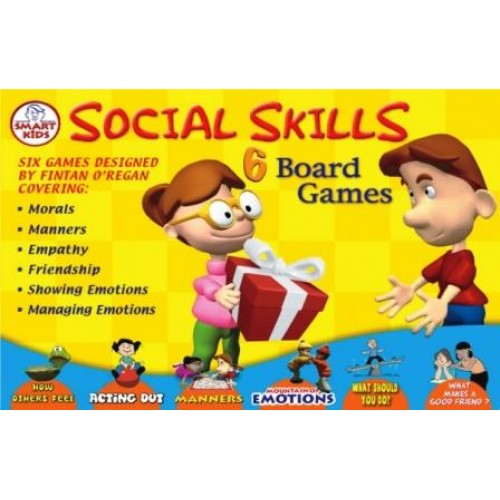 SMART
KIDS
SOCIAL SKILLS
6 Board
Games
SIX GAMES DESIGNED
BY FINTAN O'REGAN
COVERING:
• Morals
• Manners
• Empathy
• Friendship
• Showing Emotions
• Managing Emotions
HOW
OTHERS FEEL
ACTING OUT
MANNERS
MOUNTAIN OF
EMOTIONS
WHAT SHOULD
YOU DO?
WHAT
MAKES A
GOOD FRIEND?